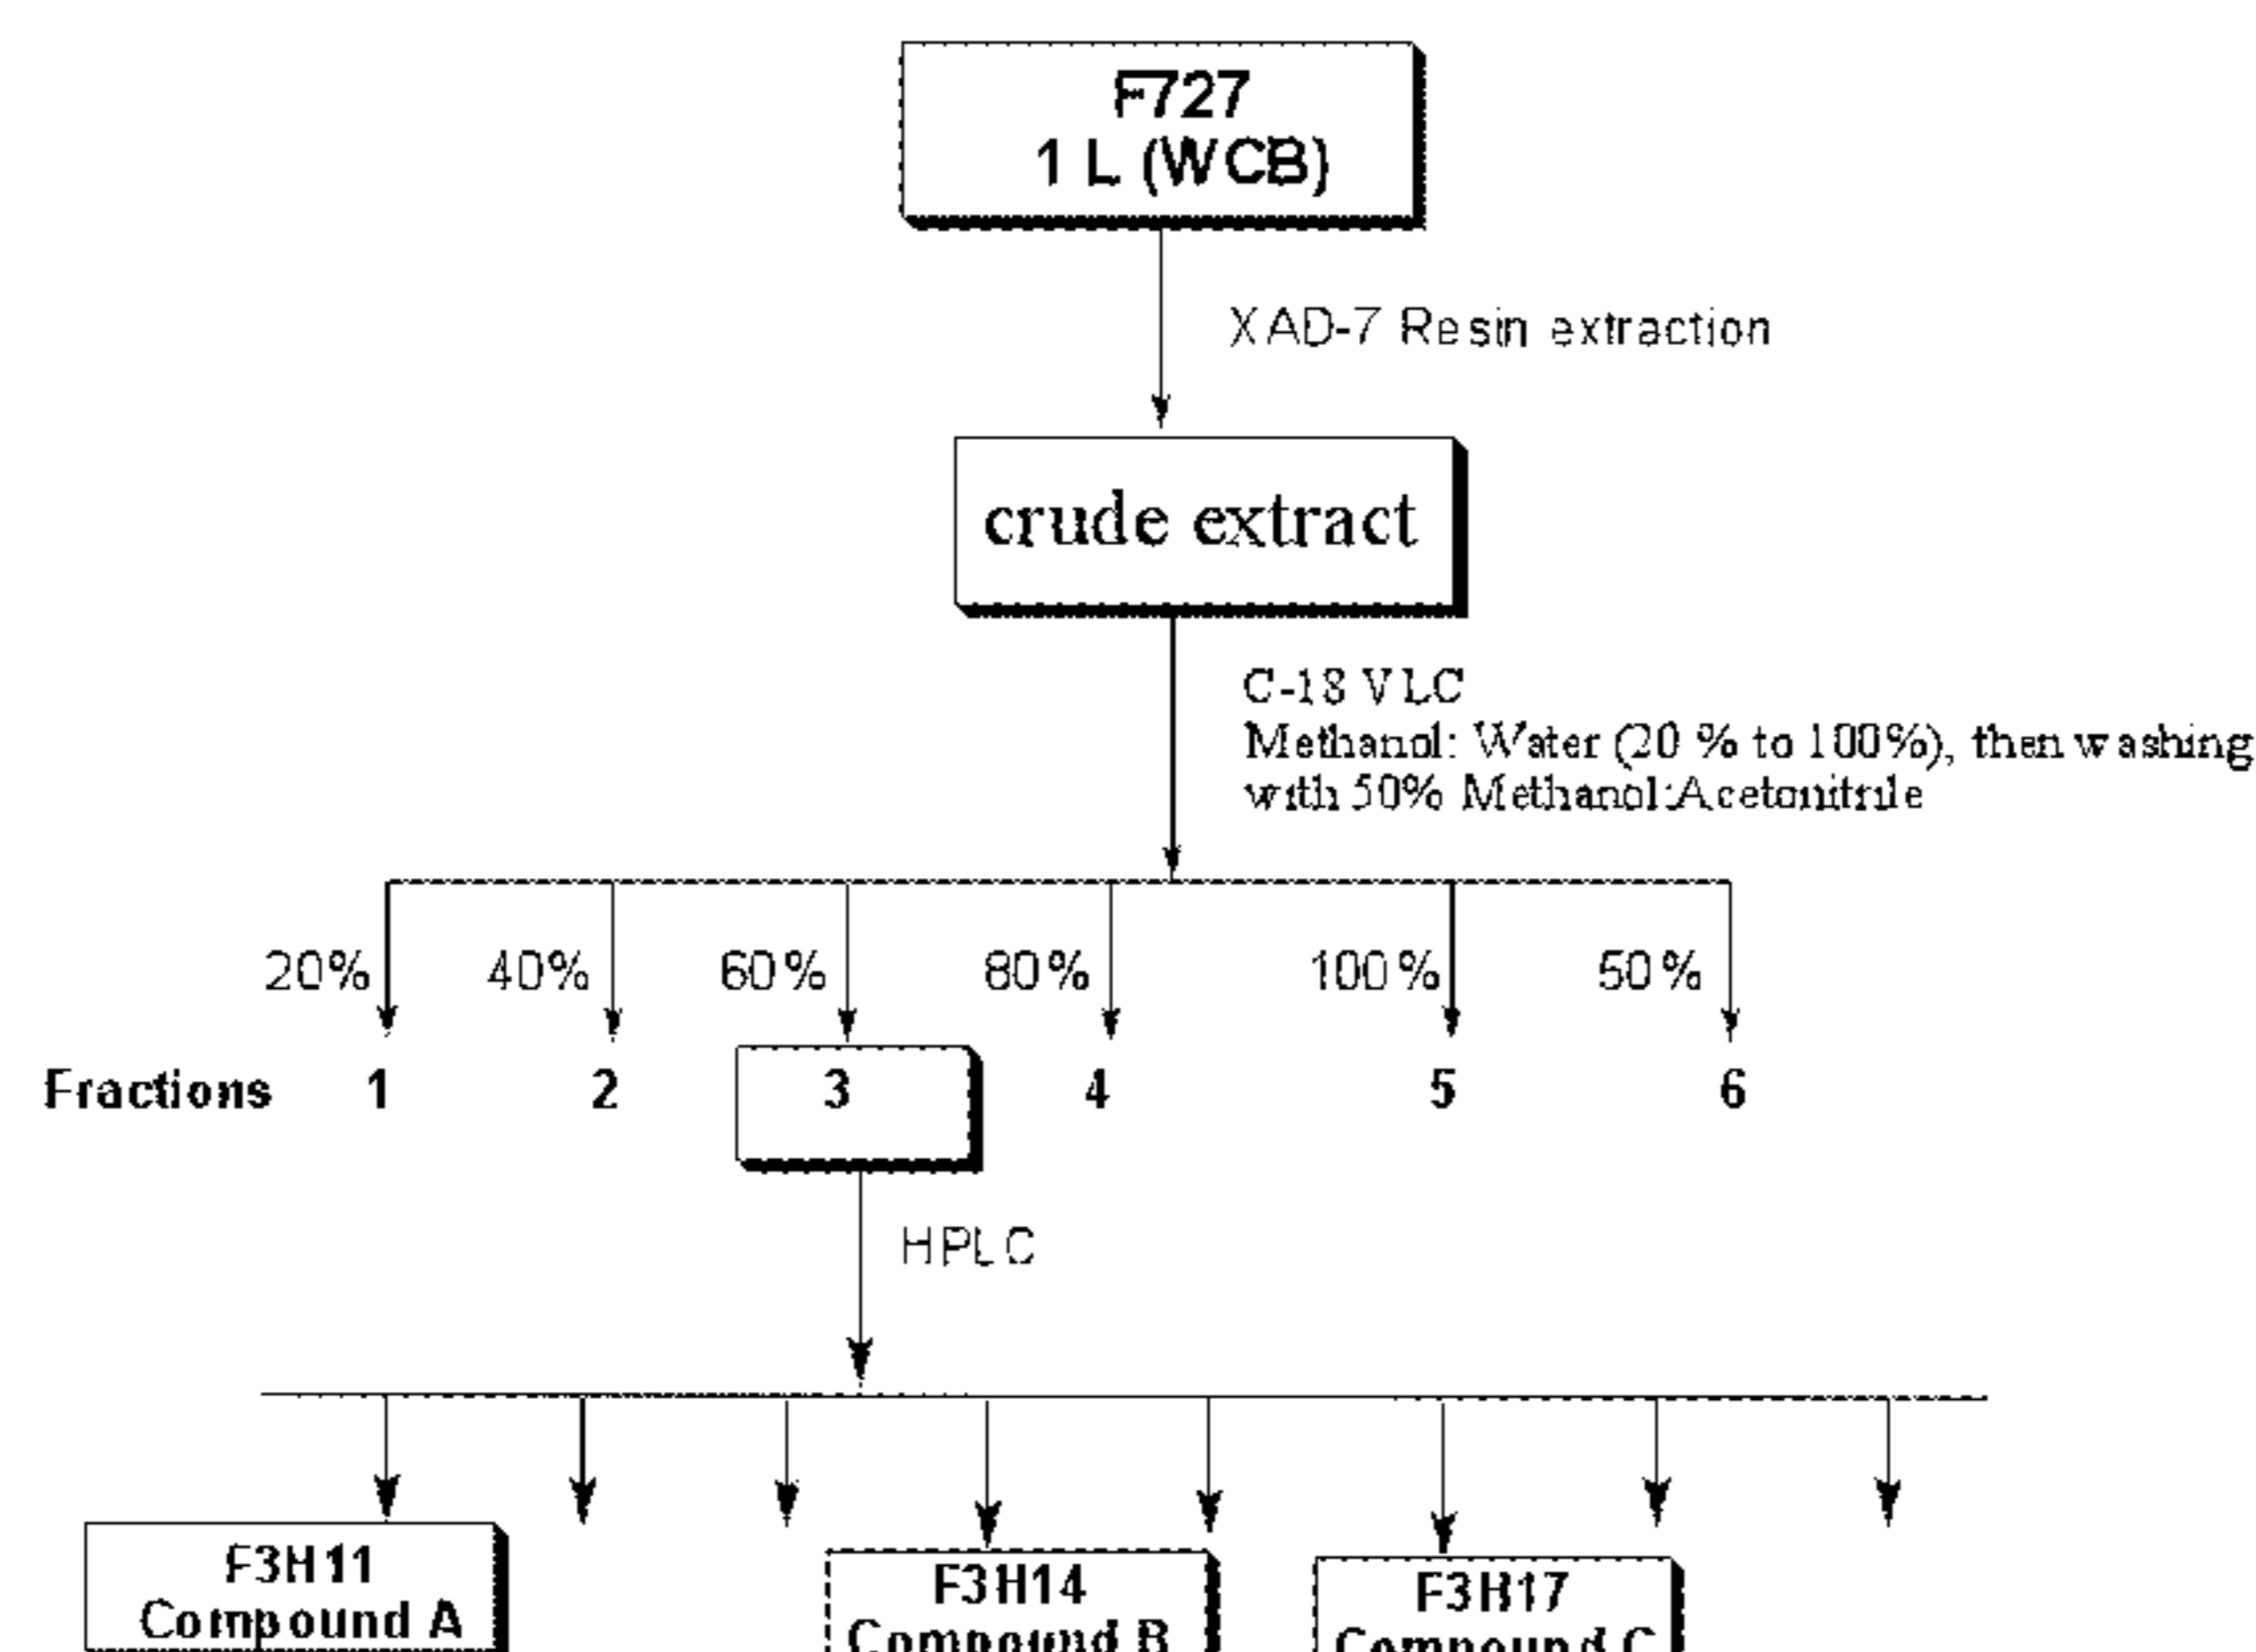 F727
1 L (WCB)
XAD-7 Resin extraction
crude extract
C-18 VLC
Methanol: Water (20 % to 100%), then washing
with 50% Methanol:Acetonitrile
20% 40% 60% 80% 100% 50%
Fractions 1 2 3 4 5 6
HPLC
F3H11 F3H14 F3H17
Compound A Compound B Compound C